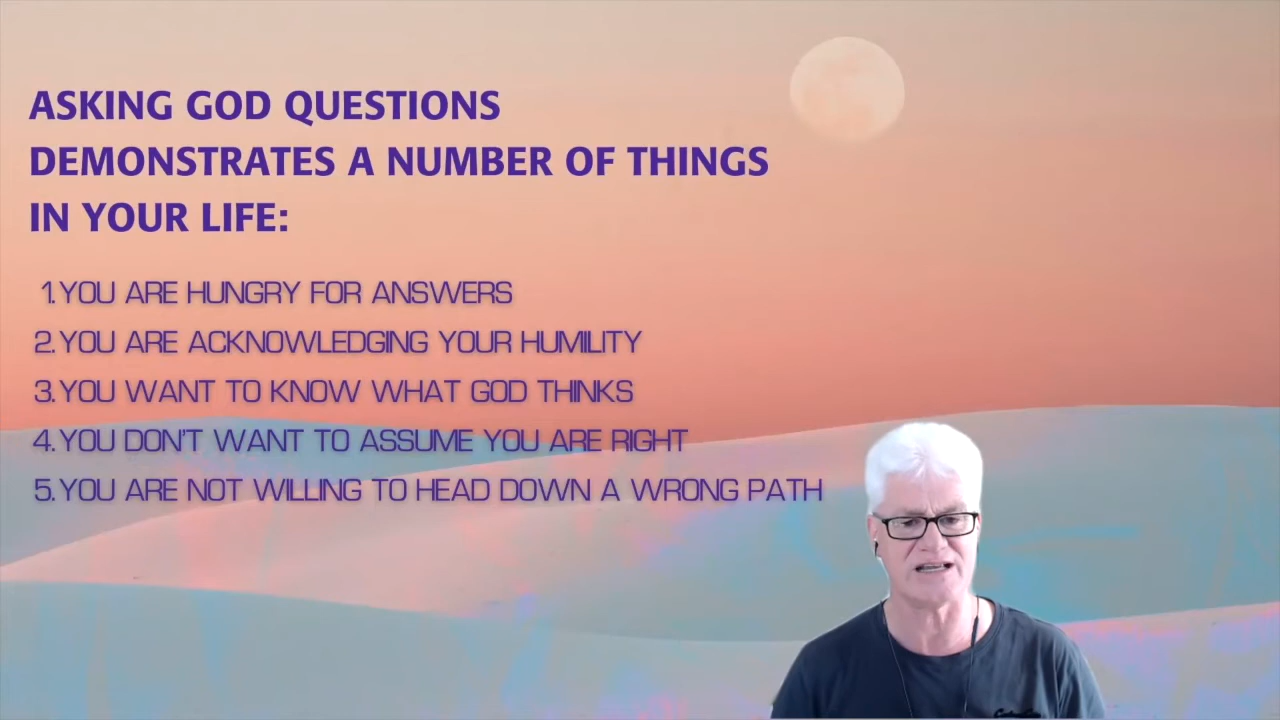 ASKING GOD QUESTIONS
DEMONSTRATES A NUMBER OF THINGS
IN YOUR LIFE:
1. YOU ARE HUNGRY FOR ANSWERS
2. YOU ARE ACKNOWLEDGING YOUR HUMILITY
3. YOU WANT TO KNOW WHAT GOD THINKS
4. YOU DON'T WANT TO ASSUME YOU ARE RIGHT
5. YOU ARE NOT WILLING TO HEAD DOWN A WRONG PATH